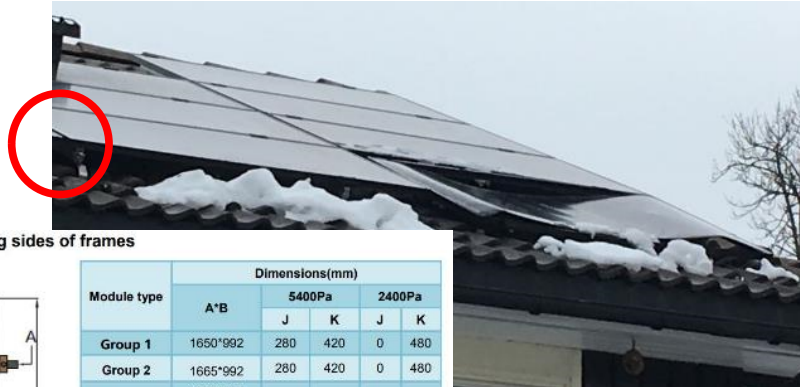 g sides of frames
A
Module type
Dimensions(mm)
A*B
5400Pa
2400Pa
J
K
J
K
Group 1
1650*992
280
420
0
480
Group 2
1665*992
280
420
0
480